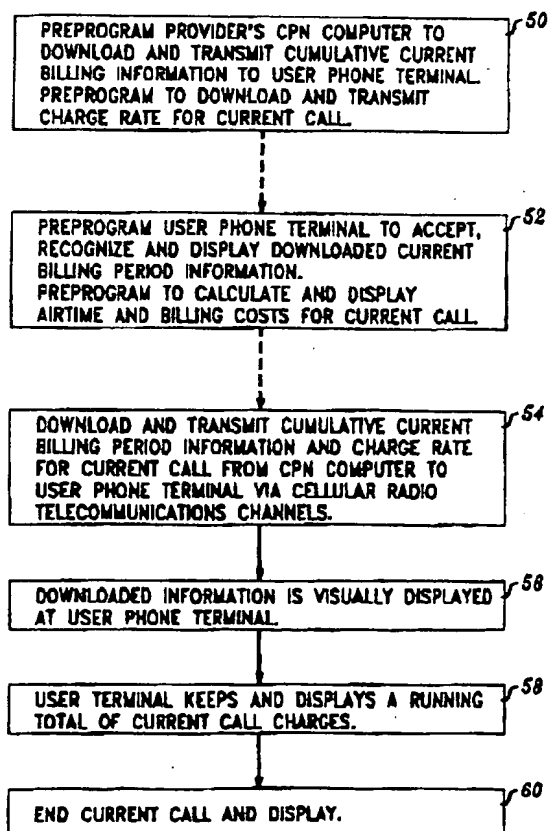 50
PREPROGRAM PROVIDER'S CPN COMPUTER TO
DOWNLOAD AND TRANSMIT CUMULATIVE CURRENT
BILLING INFORMATION TO USER PHONE TERMINAL.
PREPROGRAM TO DOWNLOAD AND TRANSMIT
CHARGE RATE FOR CURRENT CALL.
52
PREPROGRAM USER PHONE TERMINAL TO ACCEPT,
RECOGNIZE AND DISPLAY DOWNLOADED CURRENT
BILLING PERIOD INFORMATION.
PREPROGRAM TO CALCULATE AND DISPLAY
AIRTIME AND BILLING COSTS FOR CURRENT CALL.
54
DOWNLOAD AND TRANSMIT CUMULATIVE CURRENT
BILLING PERIOD INFORMATION AND CHARGE RATE
FOR CURRENT CALL FROM CPN COMPUTER TO
USER PHONE TERMINAL VIA CELLULAR RADIO
TELECOMMUNICATIONS CHANNELS.
56
DOWNLOADED INFORMATION IS VISUALLY DISPLAYED
AT USER PHONE TERMINAL.
58
USER TERMINAL KEEPS AND DISPLAYS A RUNNING
TOTAL OF CURRENT CALL CHARGES.
60
END CURRENT CALL AND DISPLAY.